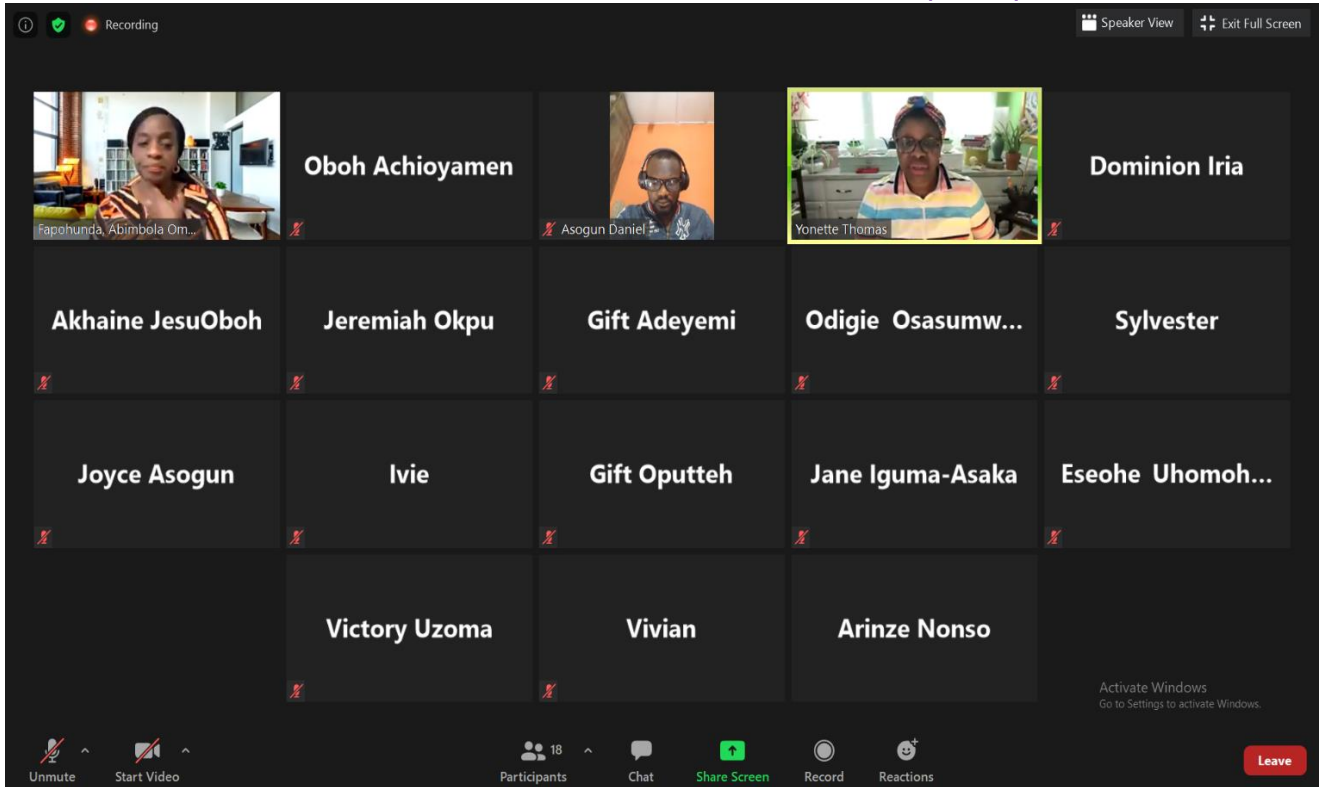 Recording
Speaker View
Exit Full Screen
Fapohunda, Abimbola Om...
Oboh Achioyamen
Asogun Daniel
Yonette Thomas
Dominion Iria
Akhaine JesuOboh
Jeremiah Okpu
Gift Adeyemi
Odigie Osasumw...
Sylvester
Joyce Asogun
Ivie
Gift Oputteh
Jane Iguma-Asaka
Eseohe Uhomoh...
Victory Uzoma
Vivian
Arinze Nonso
Activate Windows
Go to Settings to activate Windows.
Unmute
Start Video
18
Participants
Chat
Share Screen
Record
Reactions
Leave